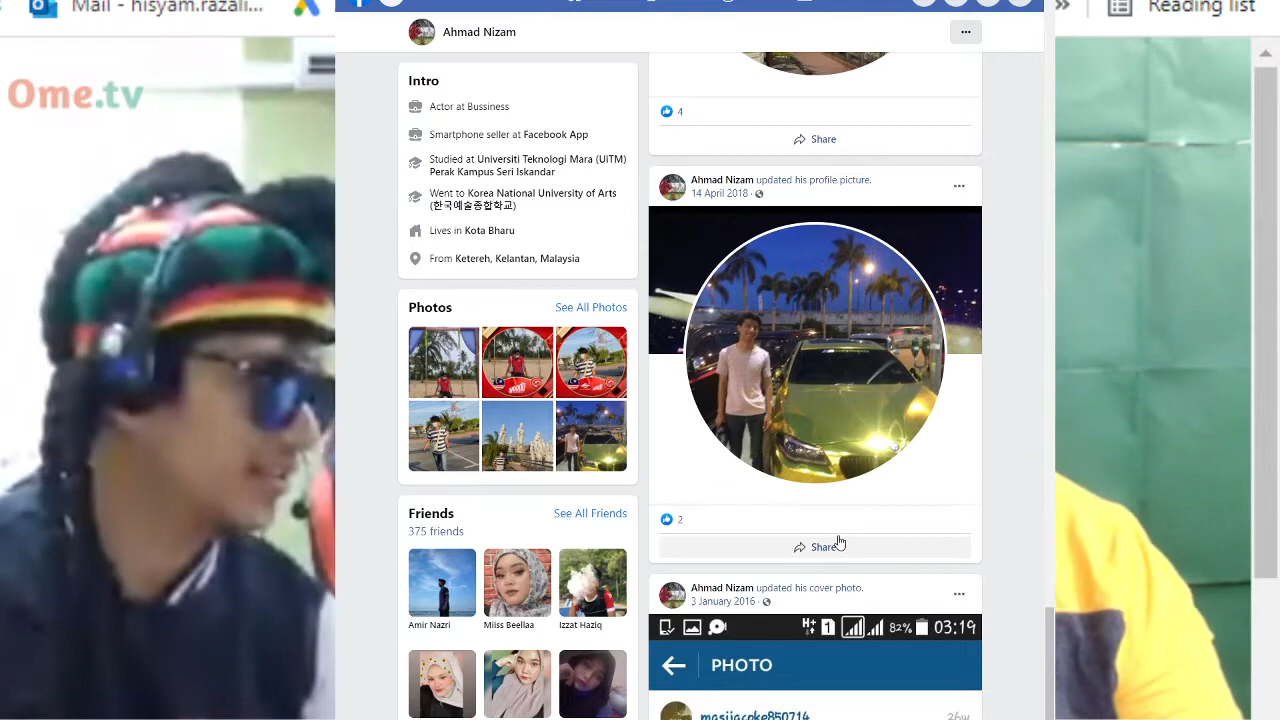 Mail - hisyam.razali...
Reading list
Ome.tv
Ahmad Nizam
Intro
Actor at Bussiness
Smartphone seller at Facebook App
Studied at Universiti Teknologi Mara (UiTM)
Perak Kampus Seri Iskandar
Went to Korea National University of Arts
(한국예술종합학교)
Lives in Kota Bharu
From Ketereh, Kelantan, Malaysia
Photos
See All Photos
Friends
See All Friends
375 friends
Amir Nazri
Miiss Beellaa
Izzat Haziq
4
Share
Ahmad Nizam updated his profile picture.
14 April 2018 ·
2
Share
Ahmad Nizam updated his cover photo.
3 January 2016 ·
H+ 1 82% 03:19
PHOTO
26w